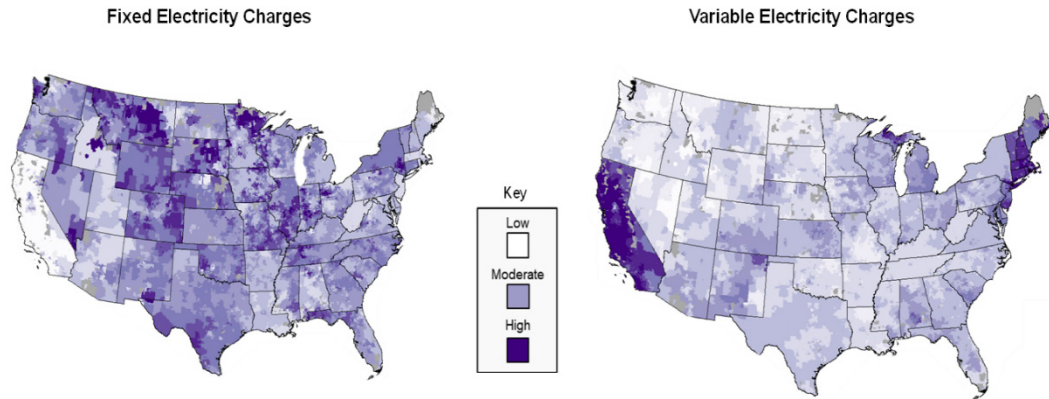 Fixed Electricity Charges
Variable Electricity Charges
Key
Low
Moderate
High